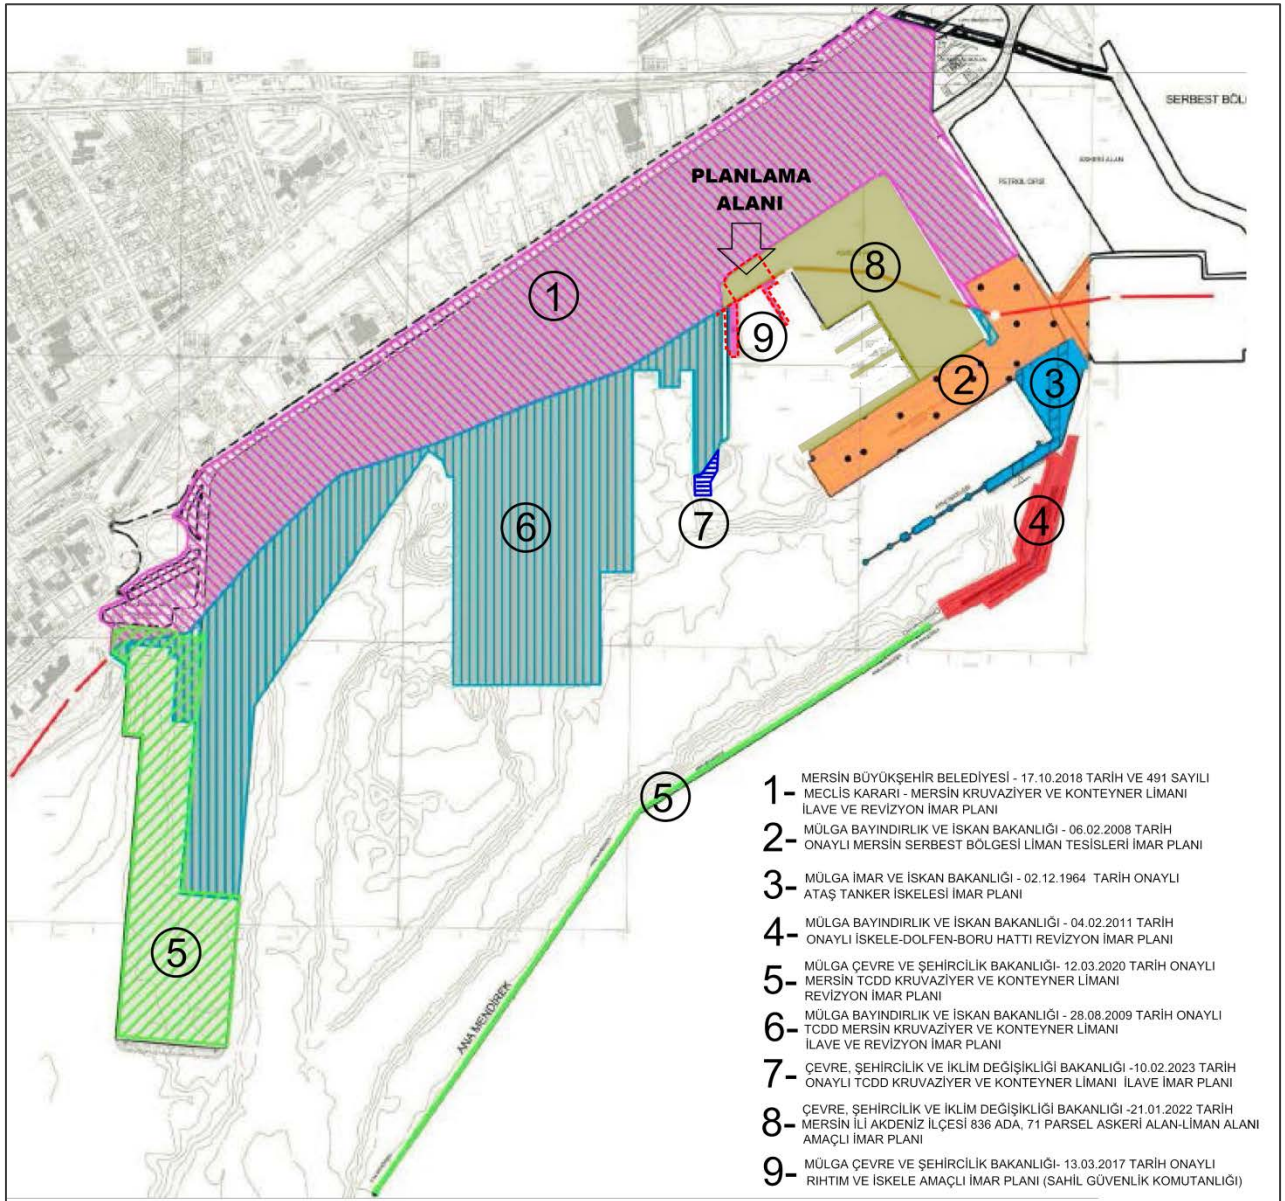 SERBEST BÖL
ASKERİ ALAN
PETROL OFİSİ
PLANLAMA
ALANI
1
8
9
2
3
6
7
4
5
5
ANA MENDİREK
1- MERSİN BÜYÜKŞEHİR BELEDİYESİ - 17.10.2018 TARİH VE 491 SAYILI
MECLİS KARARI - MERSİN KRUVAZİYER VE KONTEYNER LİMANI
İLAVE VE REVİZYON İMAR PLANI
2- MÜLGA BAYINDIRLIK VE İSKAN BAKANLIĞI - 06.02.2008 TARİH
ONAYLI MERSİN SERBEST BÖLGESİ LİMAN TESİSLERİ İMAR PLANI
3- MÜLGA İMAR VE İSKAN BAKANLIĞI - 02.12.1964 TARİH ONAYLI
ATAŞ TANKER İSKELESİ İMAR PLANI
4- MÜLGA BAYINDIRLIK VE İSKAN BAKANLIĞI - 04.02.2011 TARİH
ONAYLI İSKELE-DOLFEN-BORU HATTI REVİZYON İMAR PLANI
5- MÜLGA ÇEVRE VE ŞEHİRCİLİK BAKANLIĞI- 12.03.2020 TARİH ONAYLI
MERSİN TCDD KRUVAZİYER VE KONTEYNER LİMANI
REVİZYON İMAR PLANI
6- MÜLGA BAYINDIRLIK VE İSKAN BAKANLIĞI - 28.08.2009 TARİH ONAYLI
TCDD MERSİN KRUVAZİYER VE KONTEYNER LİMANI
İLAVE VE REVİZYON İMAR PLANI
7- ÇEVRE, ŞEHİRCİLİK VE İKLİM DEĞİŞİKLİĞİ BAKANLIĞI -10.02.2023 TARİH
ONAYLI TCDD KRUVAZİYER VE KONTEYNER LİMANI İLAVE İMAR PLANI
8- ÇEVRE, ŞEHİRCİLİK VE İKLİM DEĞİŞİKLİĞİ BAKANLIĞI -21.01.2022 TARİH
MERSİN İLİ AKDENİZ İLÇESİ 836 ADA, 71 PARSEL ASKERİ ALAN-LİMAN ALANI
AMAÇLI İMAR PLANI
9- MÜLGA ÇEVRE VE ŞEHİRCİLİK BAKANLIĞI- 13.03.2017 TARİH ONAYLI
RIHTIM VE İSKELE AMAÇLI İMAR PLANI (SAHİL GÜVENLİK KOMUTANLIĞI)